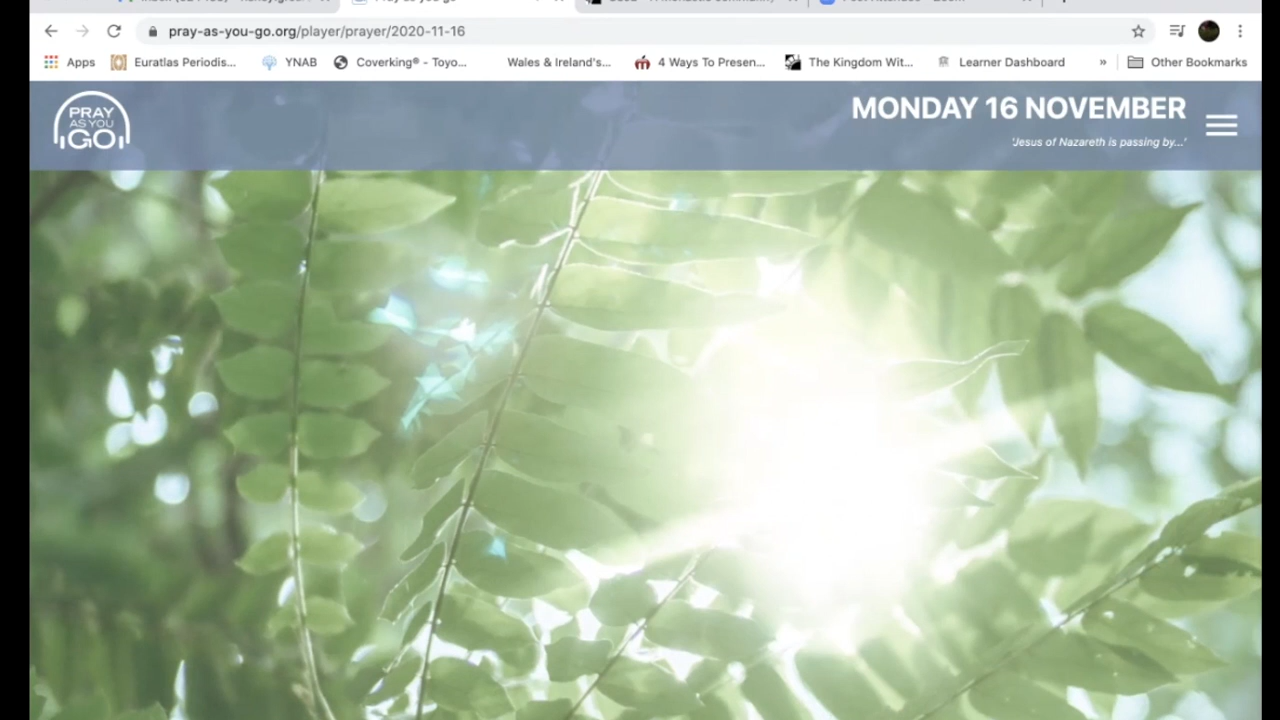 pray-as-you-go.org/player/prayer/2020-11-16
Apps Euratlas Periodis... YNAB Coverking® - Toyo... Wales & Ireland's... 4 Ways To Presen... The Kingdom Wit... Learner Dashboard » Other Bookmarks
PRAY
AS YOU
GO
MONDAY 16 NOVEMBER
'Jesus of Nazareth is passing by...'